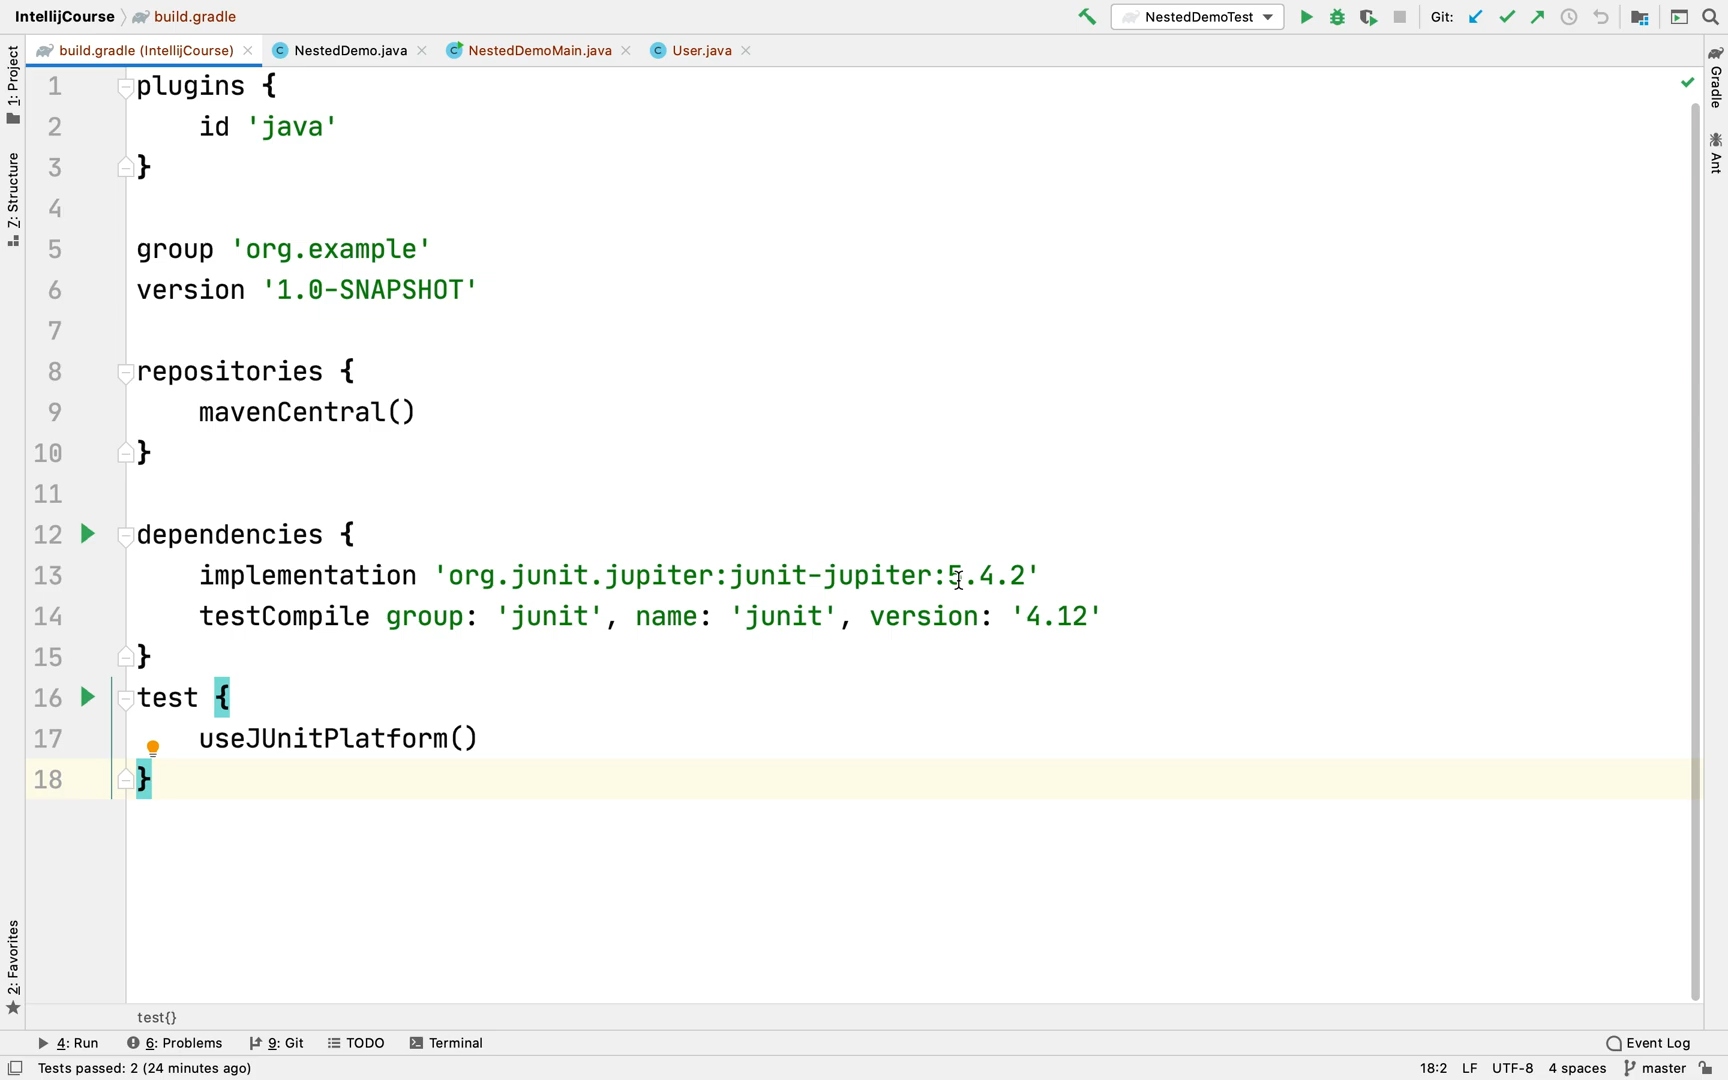 IntellijCourse build.gradle NestedDemoTest Git:
build.gradle (IntellijCourse) NestedDemo.java NestedDemoMain.java User.java
1: Project
7: Structure
2: Favorites
Gradle
Ant
1 plugins {
2 id 'java'
3 }
4
5 group 'org.example'
6 version '1.0-SNAPSHOT'
7
8 repositories {
9 mavenCentral()
10 }
11
12 dependencies {
13 implementation 'org.junit.jupiter:junit-jupiter:5.4.2'
14 testCompile group: 'junit', name: 'junit', version: '4.12'
15 }
16 test {
17 useJUnitPlatform()
18 }
test{}
4: Run 6: Problems 9: Git TODO Terminal Event Log
Tests passed: 2 (24 minutes ago) 18:2 LF UTF-8 4 spaces master